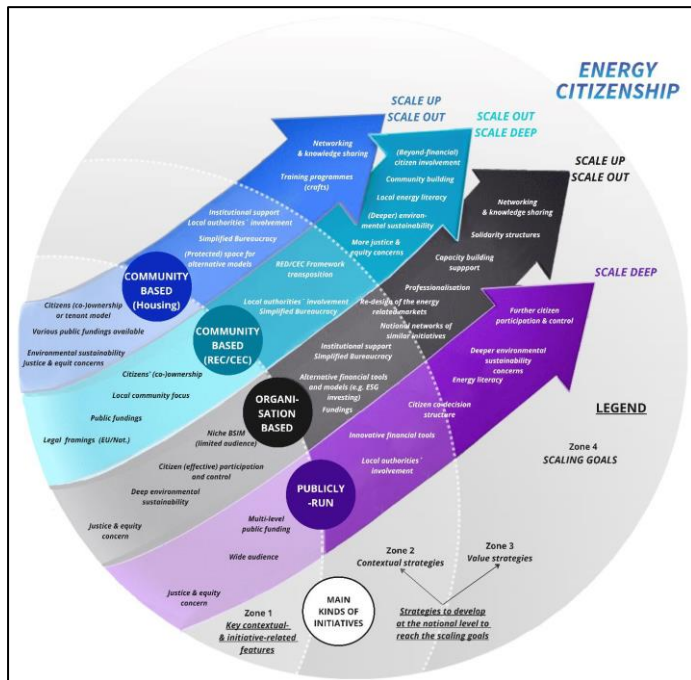 ENERGY
CITIZENSHIP
SCALE UP
SCALE OUT
SCALE OUT
SCALE DEEP
SCALE UP
SCALE OUT
SCALE DEEP
Networking
& knowledge sharing
Training programmes
(crafts)
Institutional support
Local authorities´ involvement
Simplified Bureaucracy
(Protected) space for
alternative models
COMMUNITY
BASED
(Housing)
Citizens (co-)ownership
or tenant model
Various public fundings available
Environmental sustainability
Justice & equit concerns
(Beyond-financial)
citizen involvement
Community building
Local energy literacy
(Deeper) environ-
mental sustainability
More justice &
equity concerns
RED/CEC Framework
transposition
Local authorities´ involvement
Simplified Bureaucracy
COMMUNITY
BASED
(REC/CEC)
Citizens´ (co-)ownership
Local community focus
Public fundings
Legal framings (EU/Nat.)
Networking
& knowledge sharing
Solidarity structures
Capacity building
suppport
Professionalisation
Re-design of the energy
related markets
National networks of
similar initiatives
Institutional support
Simplified Bureaucracy
Alternative financial tools
and models (e.g. ESG
investing)
Fundings
ORGANI-
SATION
BASED
Niche BSIM
(limited audience)
Citizen (effective) participation
and control
Deep environmental
sustainability
Justice & equity
concern
Further citizen
participation & control
Deeper environmental
sustainability
concerns
Energy literacy
Citizen co-decision
structure
Innovative financial tools
Local authorities´
involvement
PUBLICLY
-RUN
Multi-level
public funding
Wide audience
Justice & equity
concern
LEGEND
Zone 4
SCALING GOALS
Zone 2
Contextual strategies
Zone 3
Value strategies
MAIN
KINDS OF
INITIATIVES
Strategies to develop
at the national level to
reach the scaling goals
Zone 1
Key contextual-
& initiative-related
features